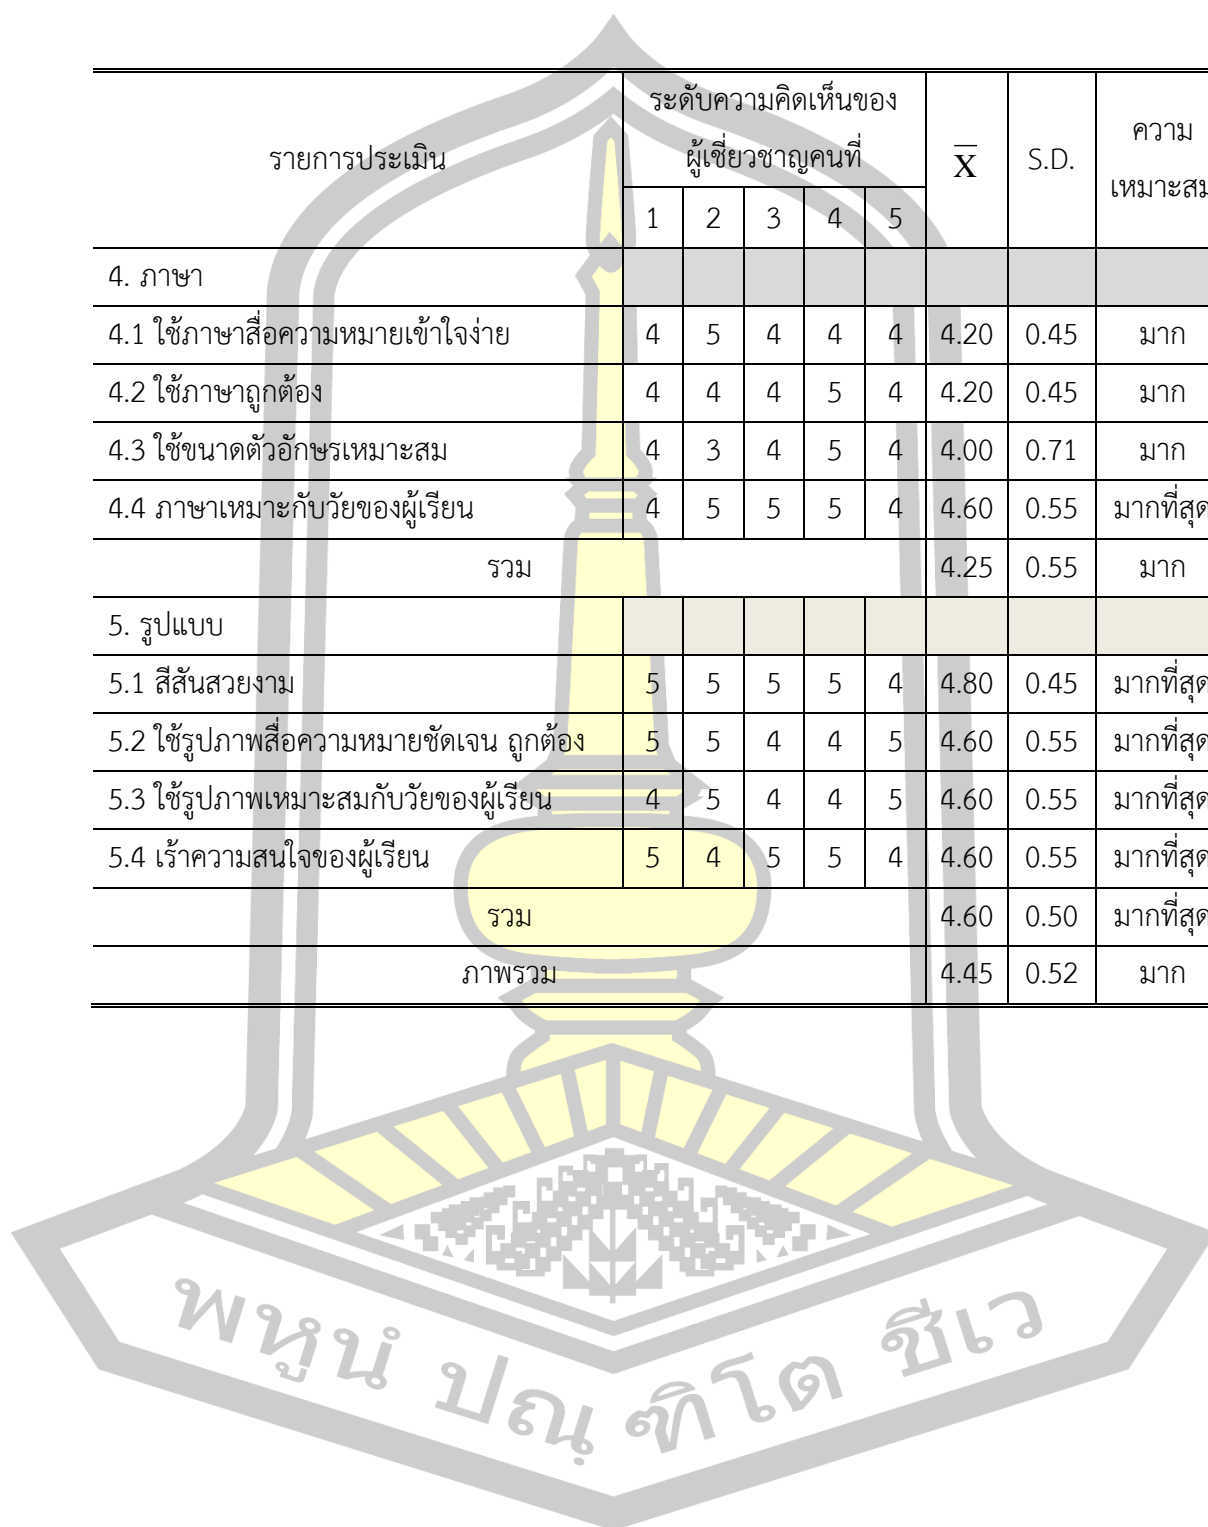 รายการประเมิน ระดับความคิดเห็นของ
ผู้เชี่ยวชาญคนที่ X̅ S.D. ความ
เหมาะสม
1 2 3 4 5
4. ภาษา
4.1 ใช้ภาษาสื่อความหมายเข้าใจง่าย 4 5 4 4 4 4.20 0.45 มาก
4.2 ใช้ภาษาถูกต้อง 4 4 4 5 4 4.20 0.45 มาก
4.3 ใช้ขนาดตัวอักษรเหมาะสม 4 3 4 5 4 4.00 0.71 มาก
4.4 ภาษาเหมาะกับวัยของผู้เรียน 4 5 5 5 4 4.60 0.55 มากที่สุด
รวม 4.25 0.55 มาก
5. รูปแบบ
5.1 สีสันสวยงาม 5 5 5 5 4 4.80 0.45 มากที่สุด
5.2 ใช้รูปภาพสื่อความหมายชัดเจน ถูกต้อง 5 5 4 4 5 4.60 0.55 มากที่สุด
5.3 ใช้รูปภาพเหมาะสมกับวัยของผู้เรียน 4 5 4 4 5 4.60 0.55 มากที่สุด
5.4 เร้าความสนใจของผู้เรียน 5 4 5 5 4 4.60 0.55 มากที่สุด
รวม 4.60 0.50 มากที่สุด
ภาพรวม 4.45 0.52 มาก
พหูนํ ปณฺฑิโต ชีเว